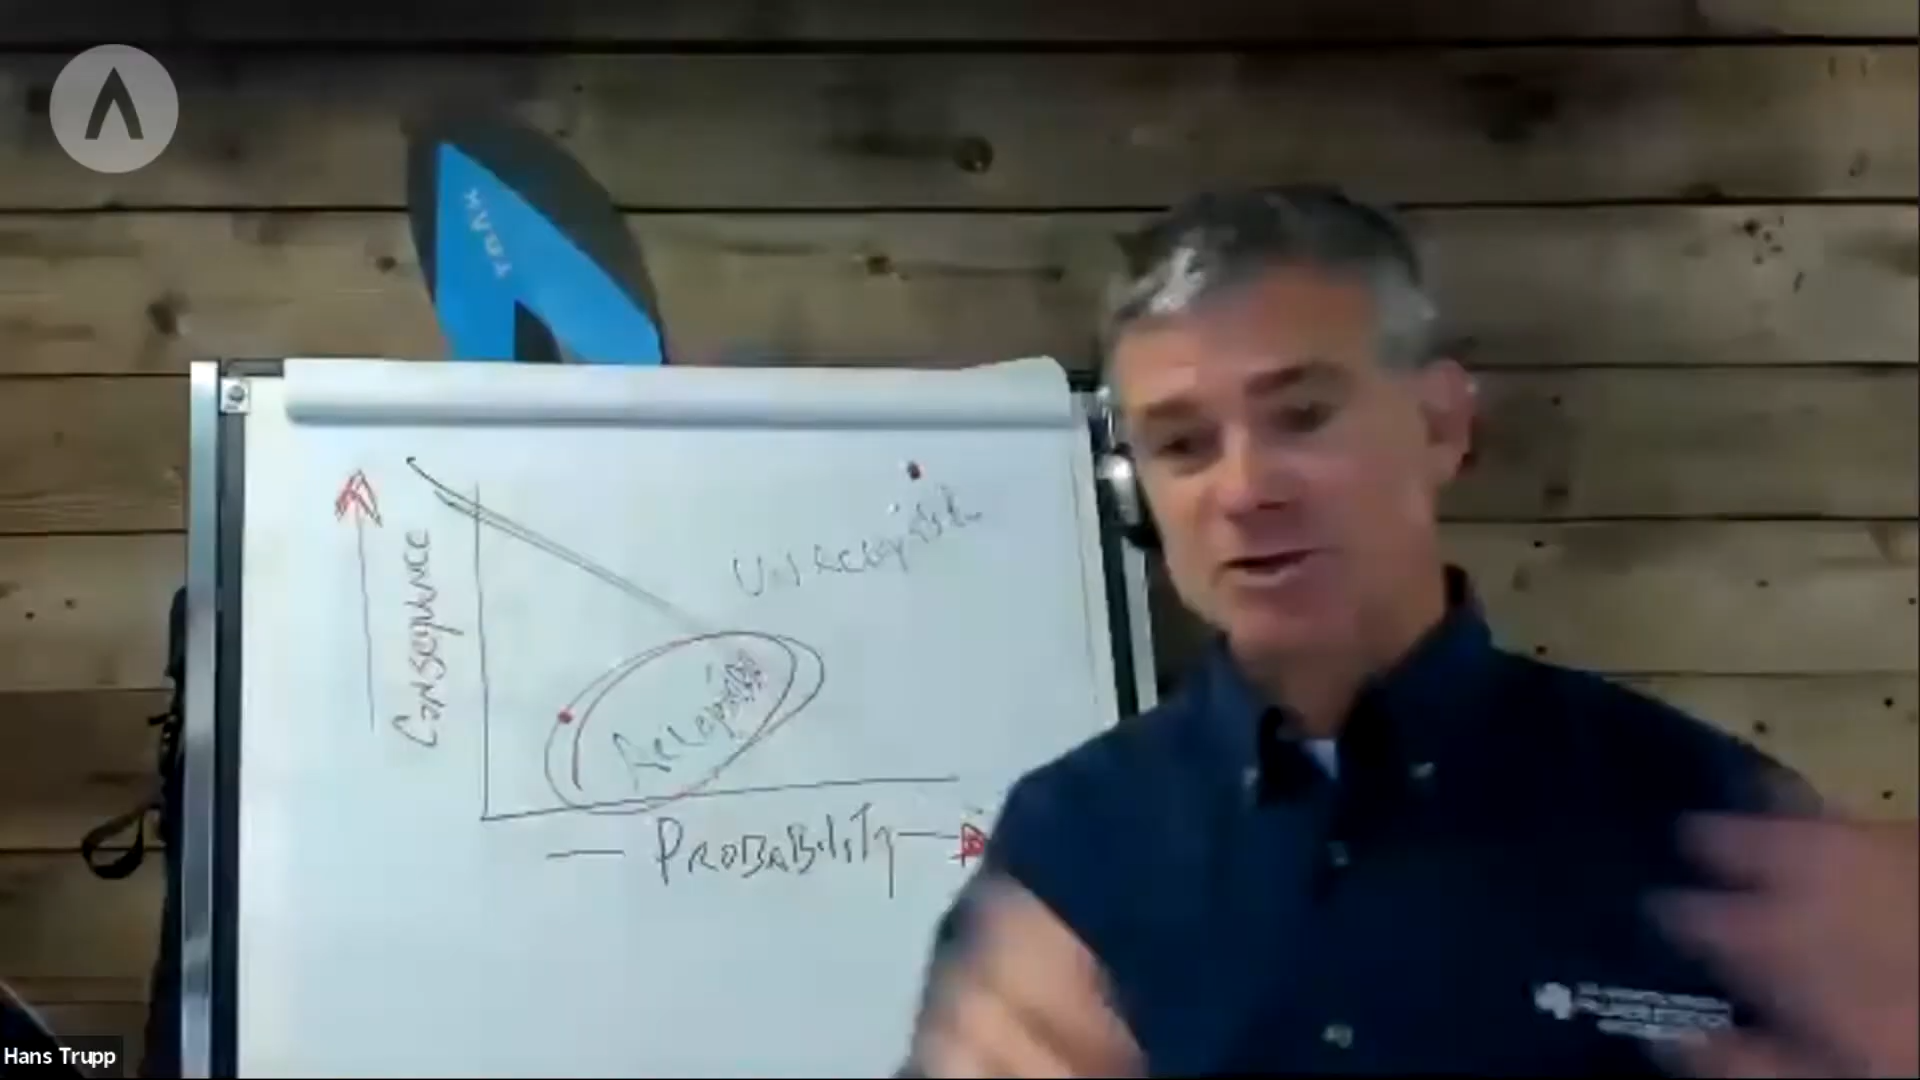 Consequence
Unacceptable
Acceptable
Probability
Hans Trupp